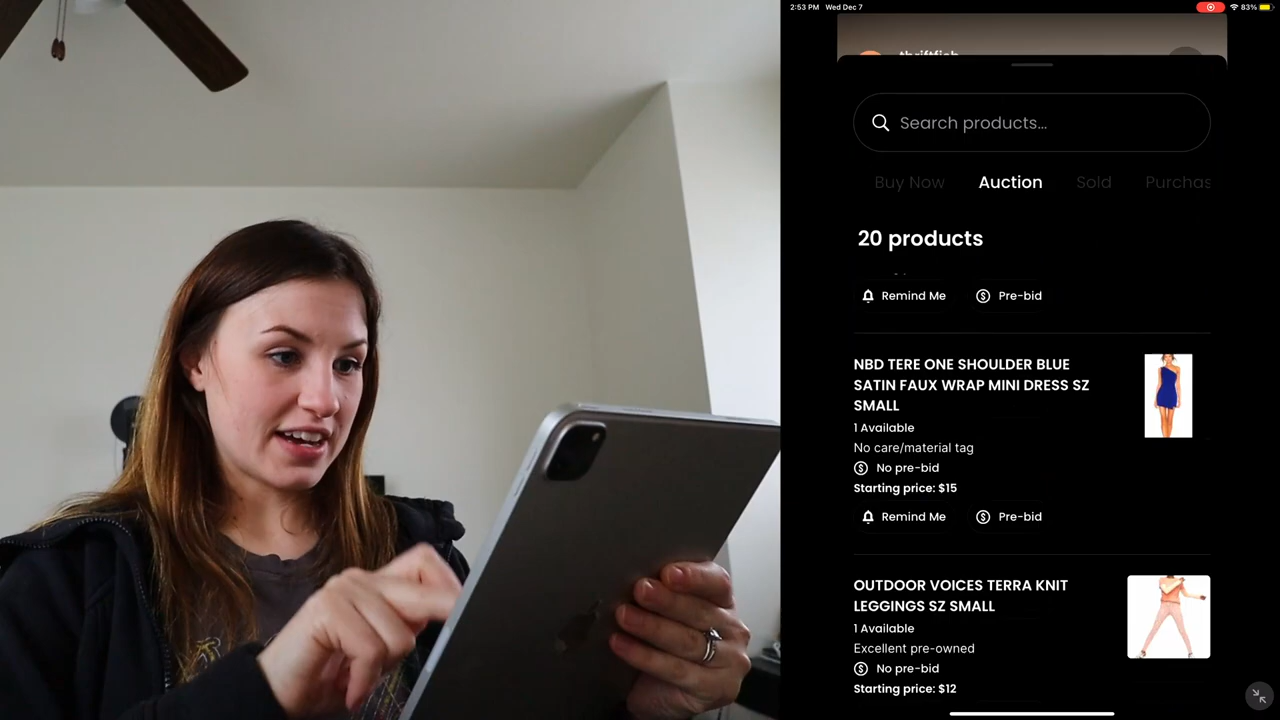 2:53 PM Wed Dec 7
83%
Search products...
Buy Now Auction Sold Purchas
20 products
Remind Me Pre-bid
NBD TERE ONE SHOULDER BLUE
SATIN FAUX WRAP MINI DRESS SZ
SMALL
1 Available
No care/material tag
No pre-bid
Starting price: $15
Remind Me Pre-bid
OUTDOOR VOICES TERRA KNIT
LEGGINGS SZ SMALL
1 Available
Excellent pre-owned
No pre-bid
Starting price: $12